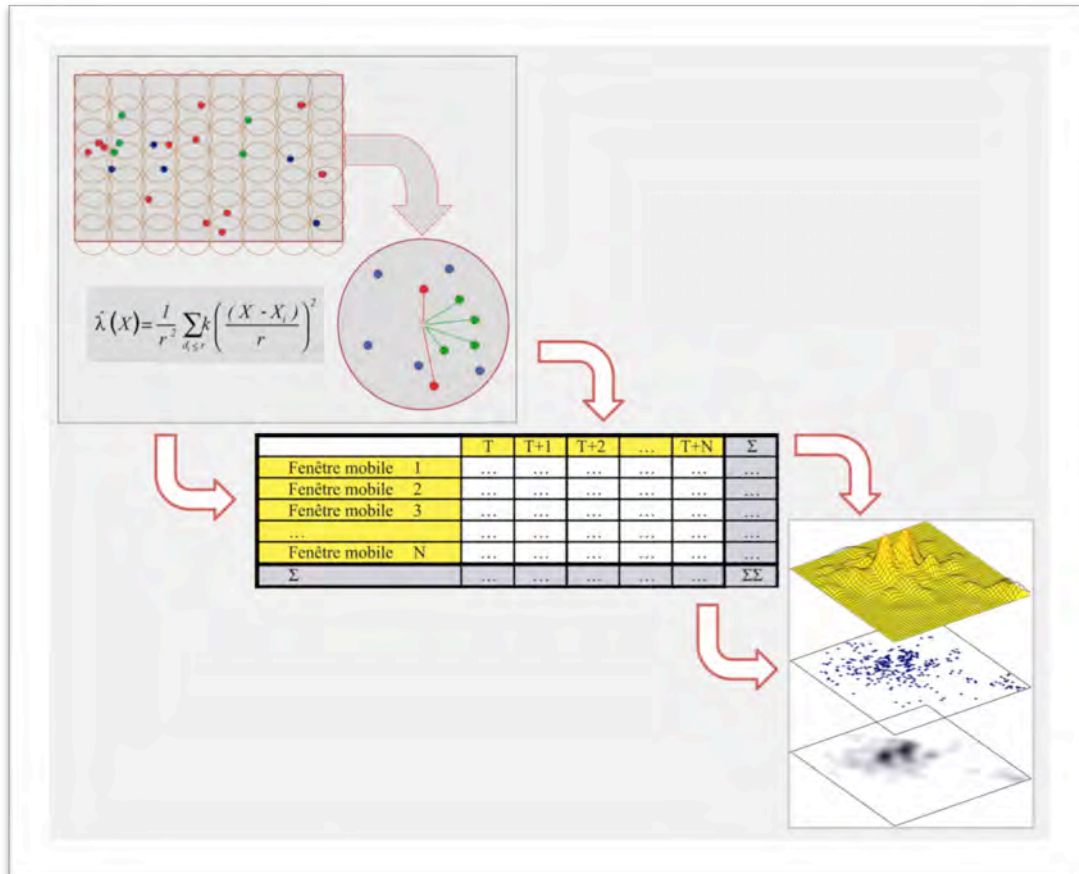 λ̂(X)=1/r² Σ_{dᵢ≤r} k((X - Xᵢ)/r)²
T T+1 T+2 ... T+N Σ
Fenêtre mobile 1 ... ... ... ... ... ...
Fenêtre mobile 2 ... ... ... ... ... ...
Fenêtre mobile 3 ... ... ... ... ... ...
... ... ... ... ... ... ...
Fenêtre mobile N ... ... ... ... ... ...
Σ ... ... ... ... ... ΣΣ